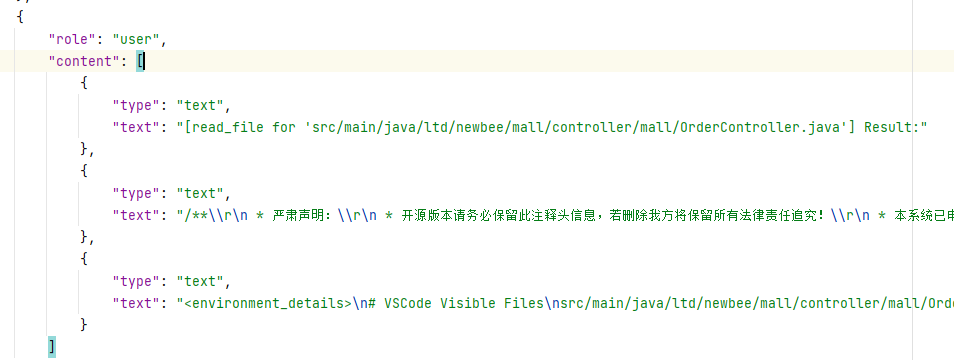 {
"role": "user",
"content": [
{
"type": "text",
"text": "[read_file for 'src/main/java/ltd/newbee/mall/controller/mall/OrderController.java'] Result:"
},
{
"type": "text",
"text": "/**\\r\n * 严肃声明：\\r\n * 开源版本请务必保留此注释头信息，若删除我方将保留所有法律责任追究！\\r\n * 本系统已申
},
{
"type": "text",
"text": "<environment_details>\n# VSCode Visible Files\nsrc/main/java/ltd/newbee/mall/controller/mall/Orde
}
]